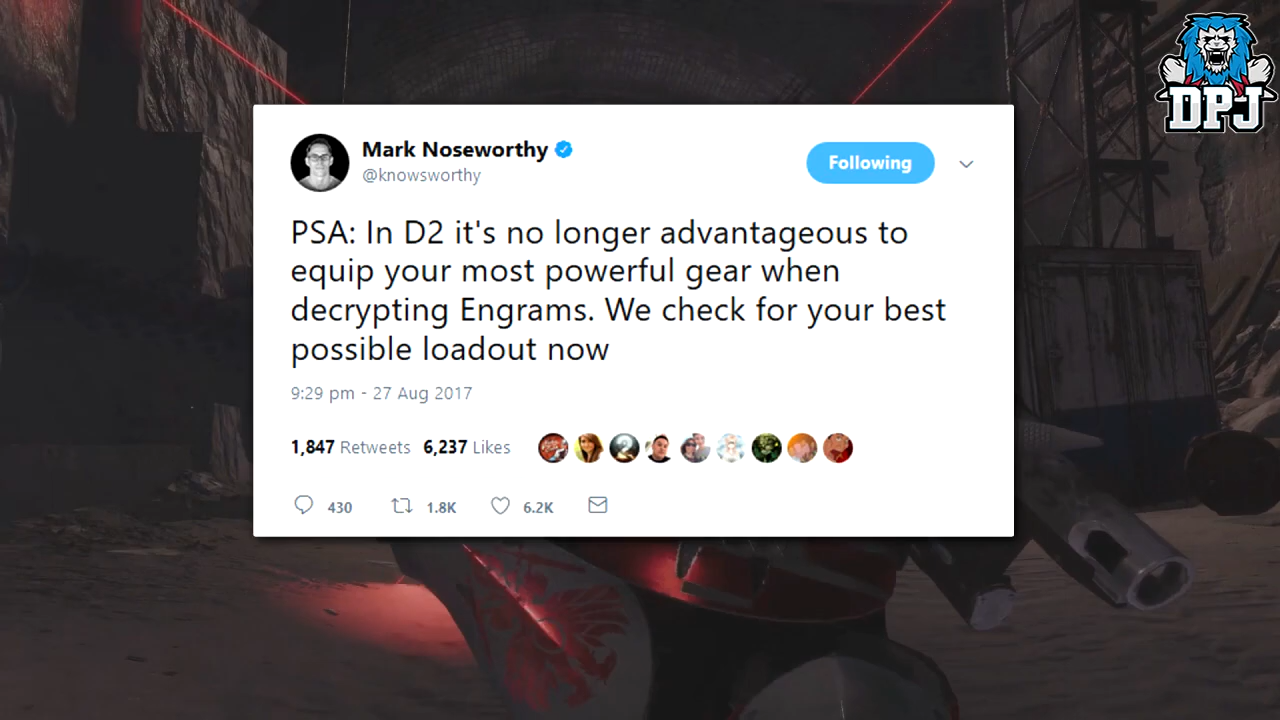 DPJ
Mark Noseworthy
@knowsworthy
Following
PSA: In D2 it's no longer advantageous to
equip your most powerful gear when
decrypting Engrams. We check for your best
possible loadout now
9:29 pm - 27 Aug 2017
1,847 Retweets 6,237 Likes
430 1.8K 6.2K